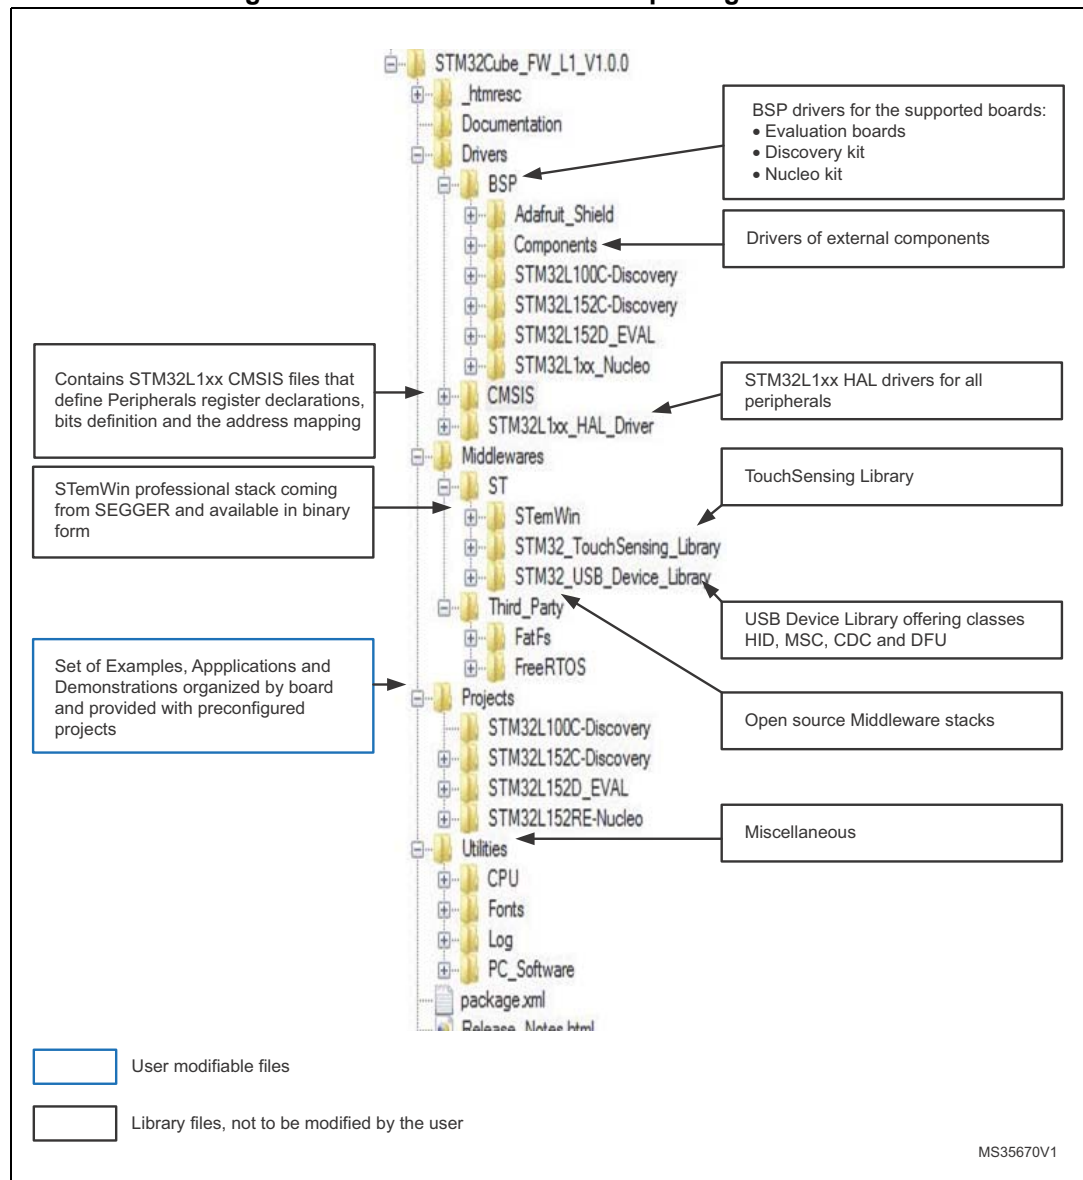 STM32Cube_FW_L1_V1.0.0
_htmresc
Documentation
Drivers
BSP
Adafruit_Shield
Components
STM32L100C-Discovery
STM32L152C-Discovery
STM32L152D_EVAL
STM32L1xx_Nucleo
CMSIS
STM32L1xx_HAL_Driver
Middlewares
ST
STemWin
STM32_TouchSensing_Library
STM32_USB_Device_Library
Third_Party
FatFs
FreeRTOS
Projects
STM32L100C-Discovery
STM32L152C-Discovery
STM32L152D_EVAL
STM32L152RE-Nucleo
Utilities
CPU
Fonts
Log
PC_Software
package.xml
Release_Notes.html
BSP drivers for the supported boards:
• Evaluation boards
• Discovery kit
• Nucleo kit
Drivers of external components
Contains STM32L1xx CMSIS files that
define Peripherals register declarations,
bits definition and the address mapping
STM32L1xx HAL drivers for all
peripherals
STemWin professional stack coming
from SEGGER and available in binary
form
TouchSensing Library
USB Device Library offering classes
HID, MSC, CDC and DFU
Set of Examples, Appplications and
Demonstrations organized by board
and provided with preconfigured
projects
Open source Middleware stacks
Miscellaneous
User modifiable files
Library files, not to be modified by the user
MS35670V1